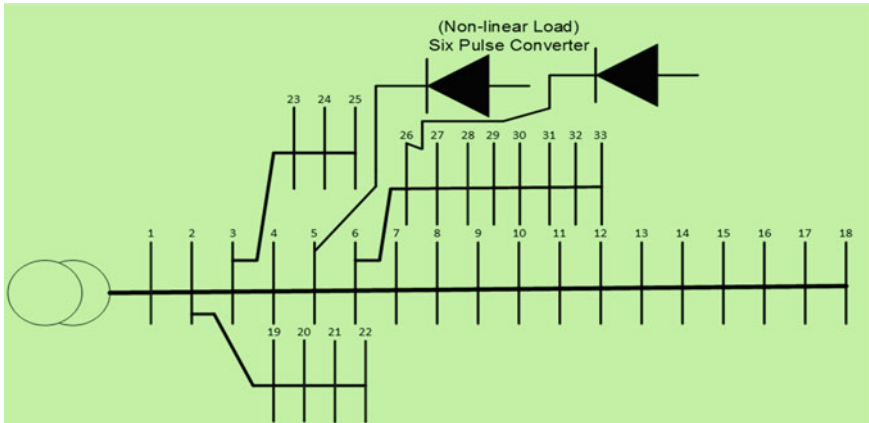 (Non-linear Load)
Six Pulse Converter
23 24 25
26 27 28 29 30 31 32 33
1 2 3 4 5 6 7 8 9 10 11 12 13 14 15 16 17 18
19 20 21 22